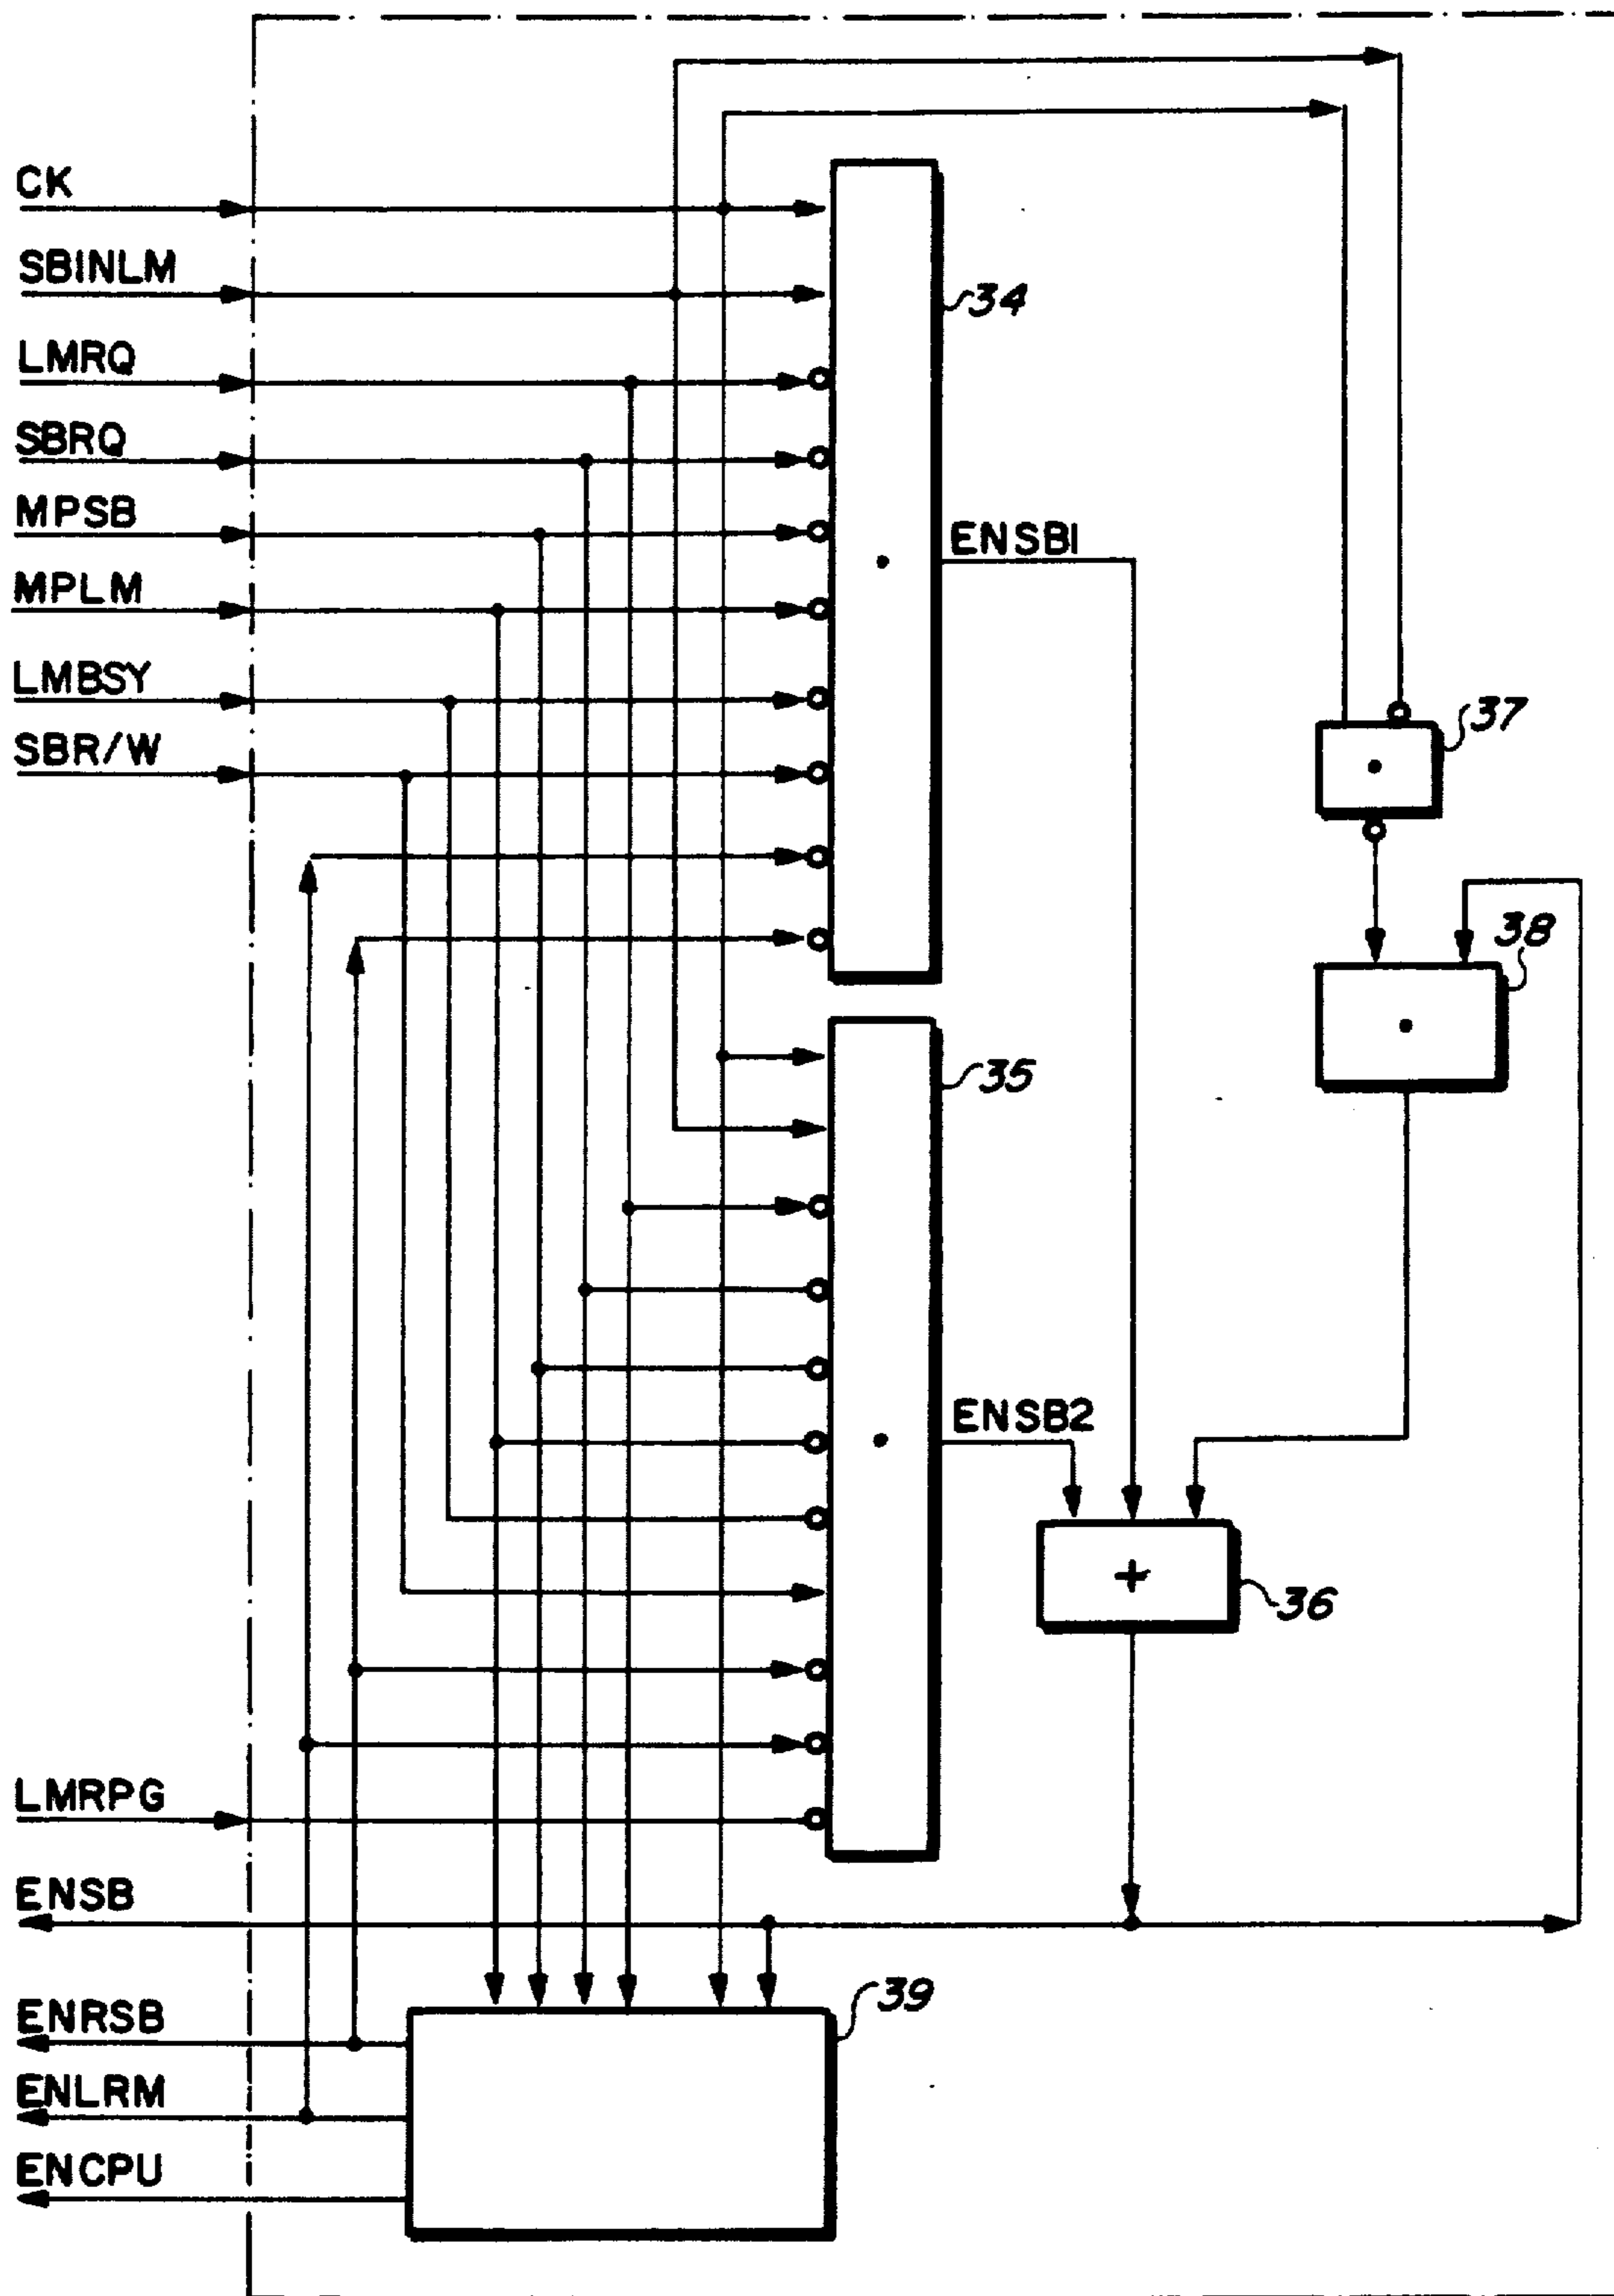 CK
SBINLM
34
LMRQ
SBRQ
MPSB
ENSB1
MPLM
LMBSY
37
SBR/W
38
35
ENSB2
+
36
LMRPG
ENSB
39
ENRSB
ENLRM
ENCPU